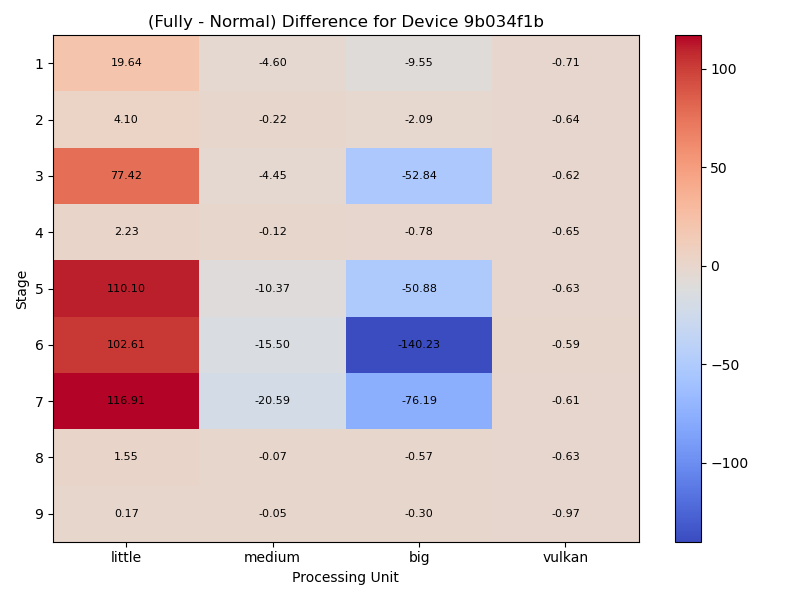 (Fully - Normal) Difference for Device 9b034f1b
Stage
1 19.64 -4.60 -9.55 -0.71
2 4.10 -0.22 -2.09 -0.64
3 77.42 -4.45 -52.84 -0.62
4 2.23 -0.12 -0.78 -0.65
5 110.10 -10.37 -50.88 -0.63
6 102.61 -15.50 -140.23 -0.59
7 116.91 -20.59 -76.19 -0.61
8 1.55 -0.07 -0.57 -0.63
9 0.17 -0.05 -0.30 -0.97
little medium big vulkan
Processing Unit
100
50
0
−50
−100